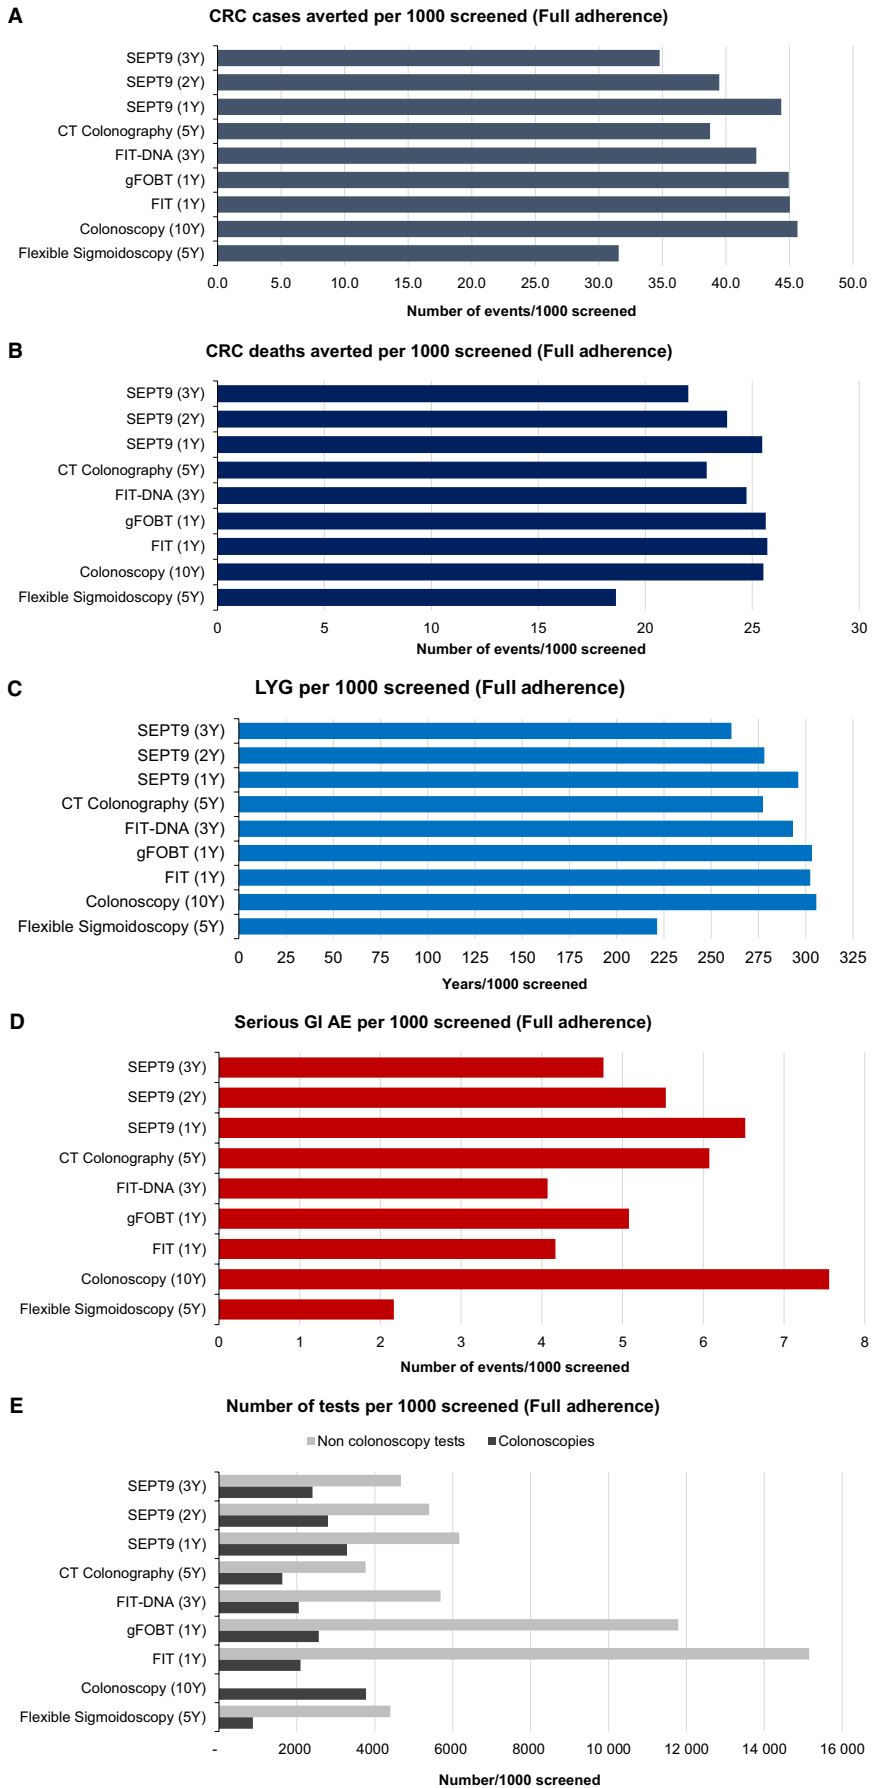 A
CRC cases averted per 1000 screened (Full adherence)
SEPT9 (3Y)
SEPT9 (2Y)
SEPT9 (1Y)
CT Colonography (5Y)
FIT-DNA (3Y)
gFOBT (1Y)
FIT (1Y)
Colonoscopy (10Y)
Flexible Sigmoidoscopy (5Y)
0.0 5.0 10.0 15.0 20.0 25.0 30.0 35.0 40.0 45.0 50.0
Number of events/1000 screened
B
CRC deaths averted per 1000 screened (Full adherence)
SEPT9 (3Y)
SEPT9 (2Y)
SEPT9 (1Y)
CT Colonography (5Y)
FIT-DNA (3Y)
gFOBT (1Y)
FIT (1Y)
Colonoscopy (10Y)
Flexible Sigmoidoscopy (5Y)
0 5 10 15 20 25 30
Number of events/1000 screened
C
LYG per 1000 screened (Full adherence)
SEPT9 (3Y)
SEPT9 (2Y)
SEPT9 (1Y)
CT Colonography (5Y)
FIT-DNA (3Y)
gFOBT (1Y)
FIT (1Y)
Colonoscopy (10Y)
Flexible Sigmoidoscopy (5Y)
0 25 50 75 100 125 150 175 200 225 250 275 300 325
Years/1000 screened
D
Serious GI AE per 1000 screened (Full adherence)
SEPT9 (3Y)
SEPT9 (2Y)
SEPT9 (1Y)
CT Colonography (5Y)
FIT-DNA (3Y)
gFOBT (1Y)
FIT (1Y)
Colonoscopy (10Y)
Flexible Sigmoidoscopy (5Y)
0 1 2 3 4 5 6 7 8
Number of events/1000 screened
E
Number of tests per 1000 screened (Full adherence)
Non colonoscopy tests Colonoscopies
SEPT9 (3Y)
SEPT9 (2Y)
SEPT9 (1Y)
CT Colonography (5Y)
FIT-DNA (3Y)
gFOBT (1Y)
FIT (1Y)
Colonoscopy (10Y)
Flexible Sigmoidoscopy (5Y)
- 2000 4000 6000 8000 10 000 12 000 14 000 16 000
Number/1000 screened